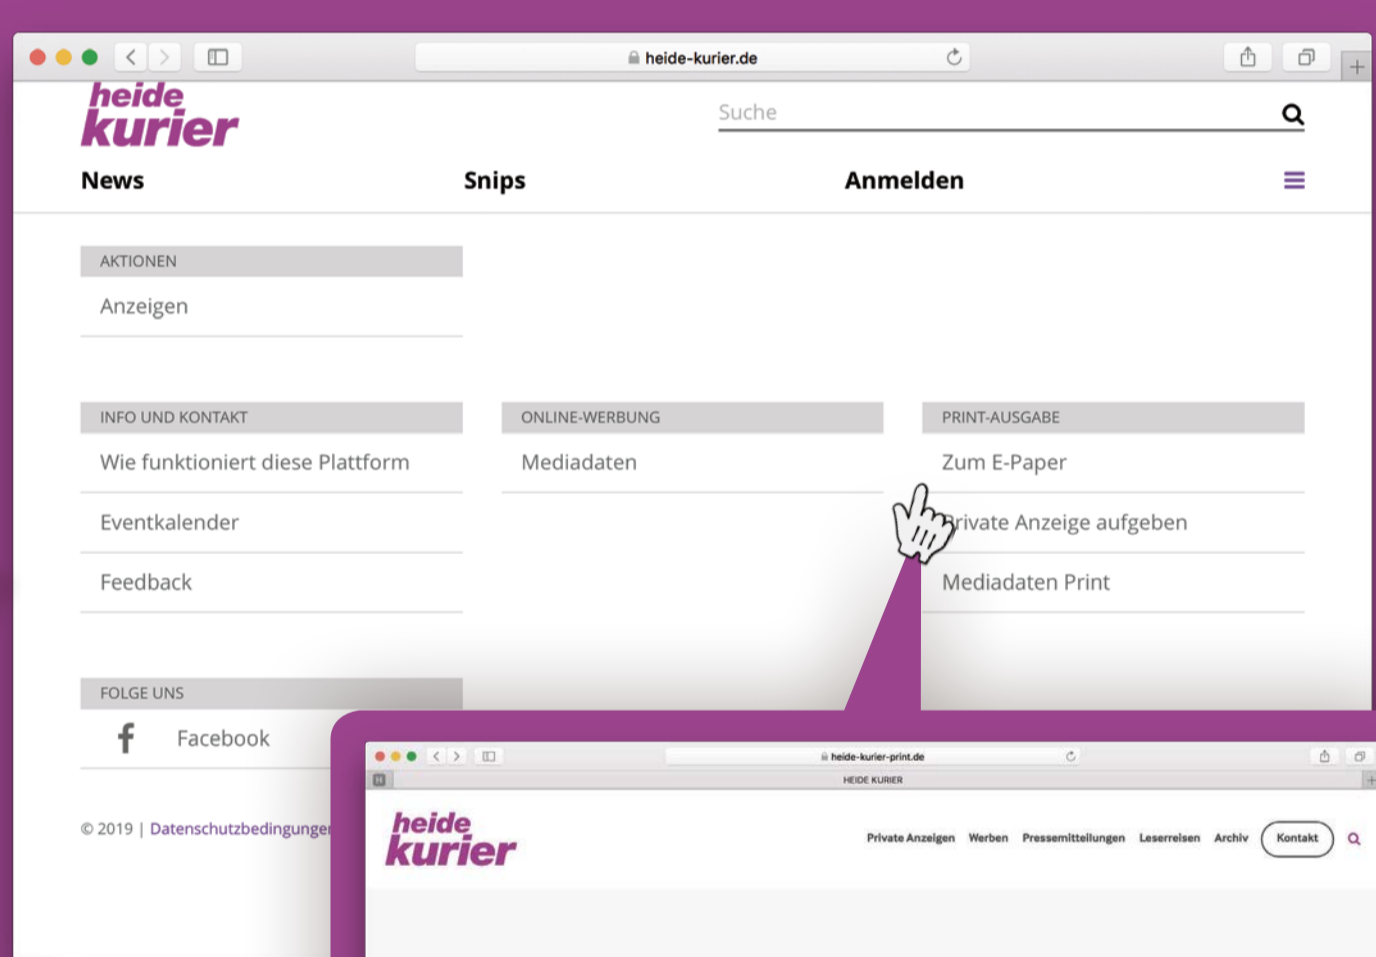 heide-kurier.de
heide
kurier
Suche
News Snips Anmelden
AKTIONEN
Anzeigen
INFO UND KONTAKT
Wie funktioniert diese Plattform
Eventkalender
Feedback
ONLINE-WERBUNG
Mediadaten
PRINT-AUSGABE
Zum E-Paper
Private Anzeige aufgeben
Mediadaten Print
FOLGE UNS
f Facebook
© 2019 | Datenschutzbedingungen
heide-kurier-print.de
H HEIDE KURIER
heide
kurier
Private Anzeigen Werben Pressemitteilungen Leserreisen Archiv Kontakt